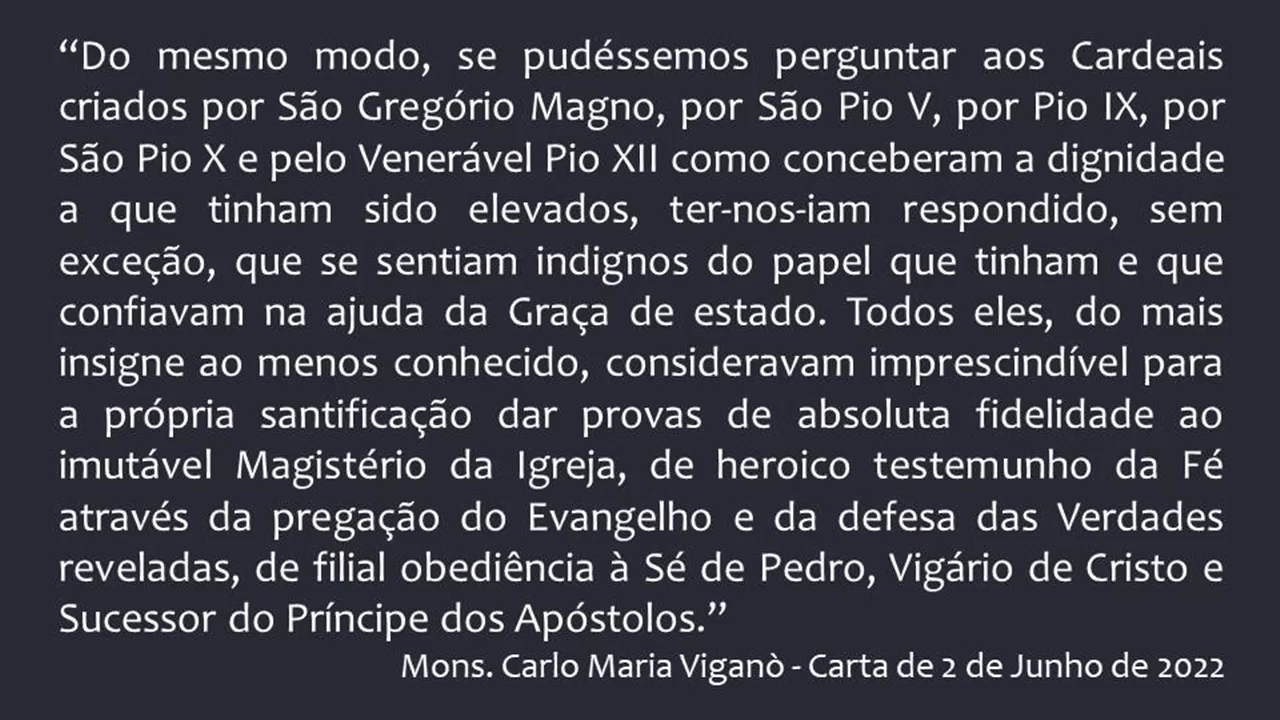 “Do mesmo modo, se pudéssemos perguntar aos Cardeais
criados por São Gregório Magno, por São Pio V, por Pio IX, por
São Pio X e pelo Venerável Pio XII como conceberam a dignidade
a que tinham sido elevados, ter-nos-iam respondido, sem
exceção, que se sentiam indignos do papel que tinham e que
confiavam na ajuda da Graça de estado. Todos eles, do mais
insigne ao menos conhecido, consideravam imprescindível para
a própria santificação dar provas de absoluta fidelidade ao
imutável Magistério da Igreja, de heroico testemunho da Fé
através da pregação do Evangelho e da defesa das Verdades
reveladas, de filial obediência à Sé de Pedro, Vigário de Cristo e
Sucessor do Príncipe dos Apóstolos.”
Mons. Carlo Maria Viganò - Carta de 2 de Junho de 2022